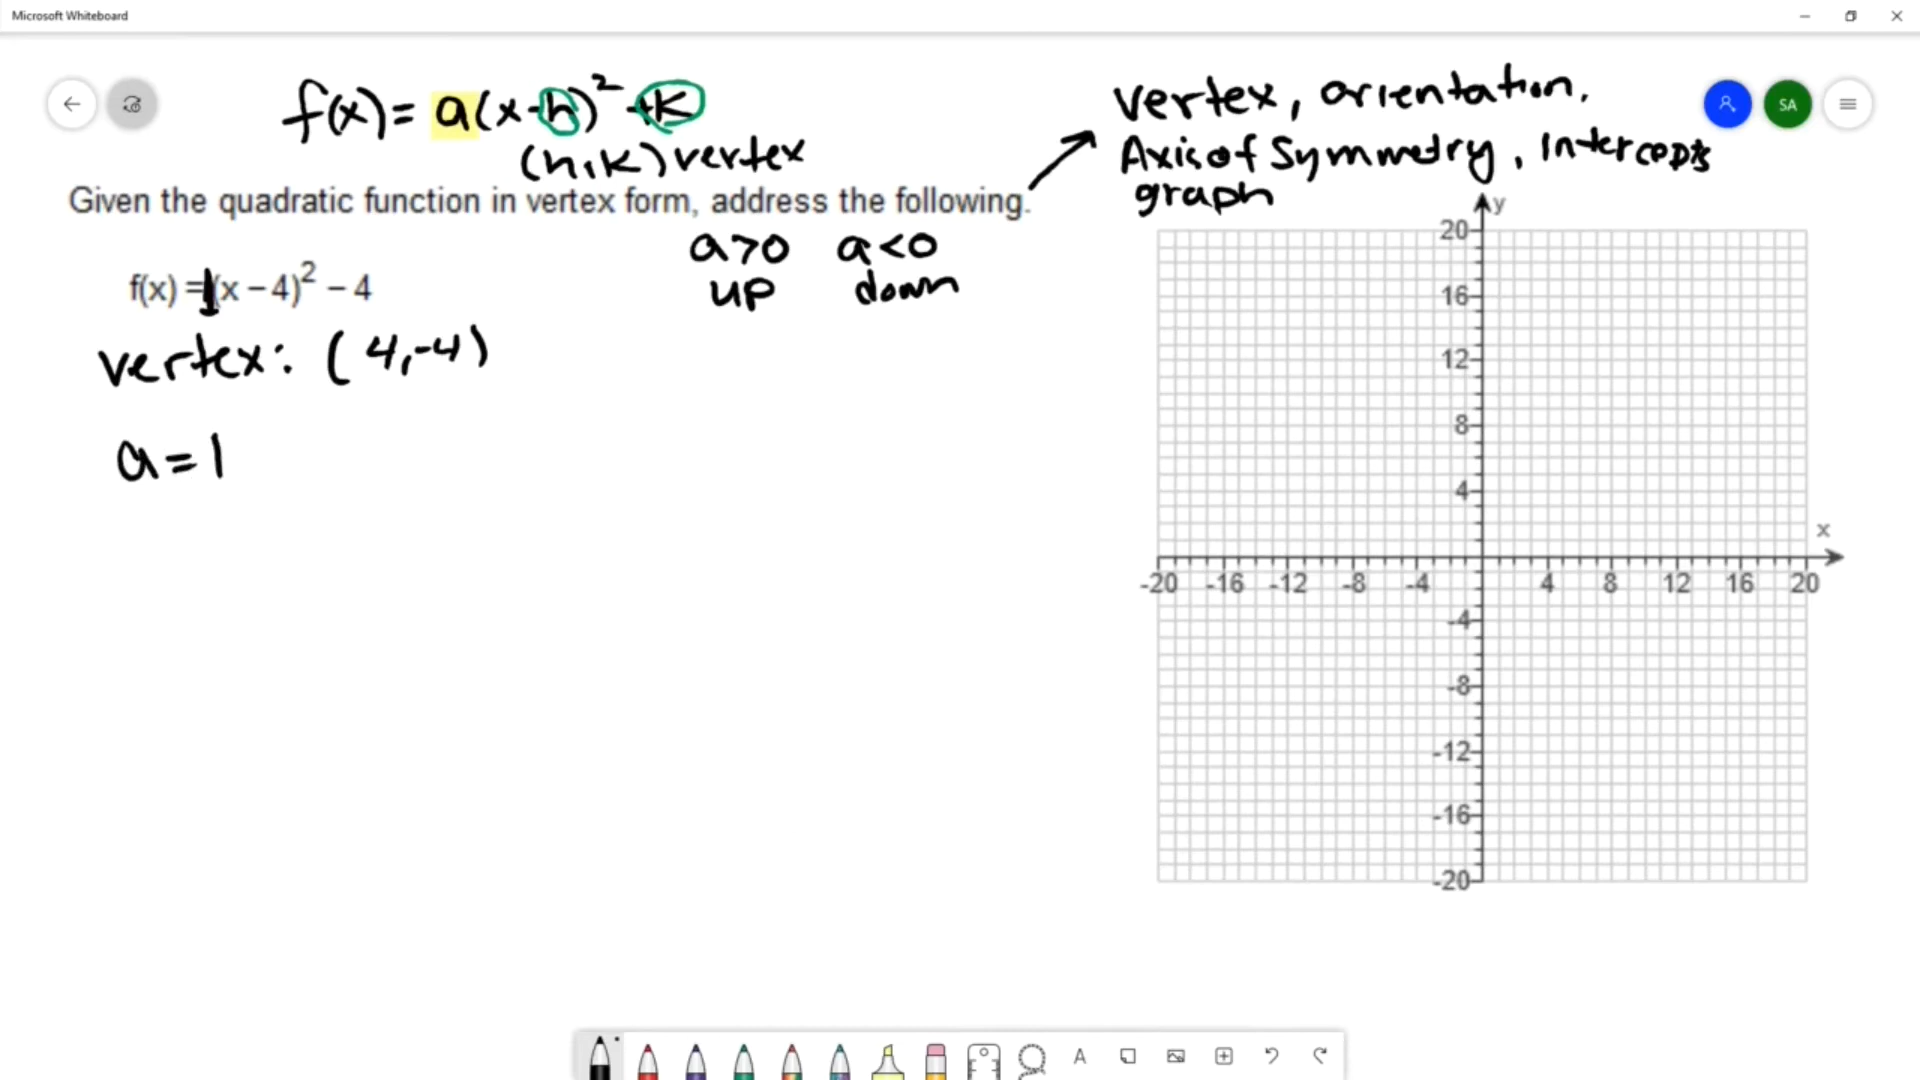 Microsoft Whiteboard
f(x) = a(x-h)² +k
(h,k) vertex
vertex, orientation,
Axis of Symmetry, Intercepts
graph
SA
Given the quadratic function in vertex form, address the following.
a>0 a<0
up down
f(x) = 1(x − 4)² − 4
vertex: (4,-4)
a=1
y
20
16
12
8
4
x
-20 -16 -12 -8 -4 4 8 12 16 20
-4
-8
-12
-16
-20
A